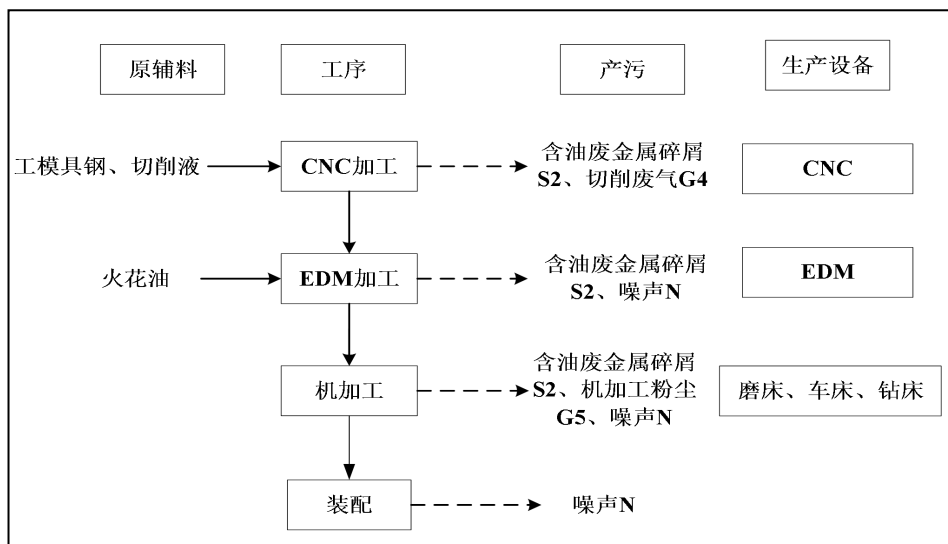 原辅料
工序
产污
生产设备
工模具钢、切削液
CNC加工
含油废金属碎屑
S2、切削废气G4
CNC
火花油
EDM加工
含油废金属碎屑
S2、噪声N
EDM
机加工
含油废金属碎屑
S2、机加工粉尘
G5、噪声N
磨床、车床、钻床
装配
噪声N